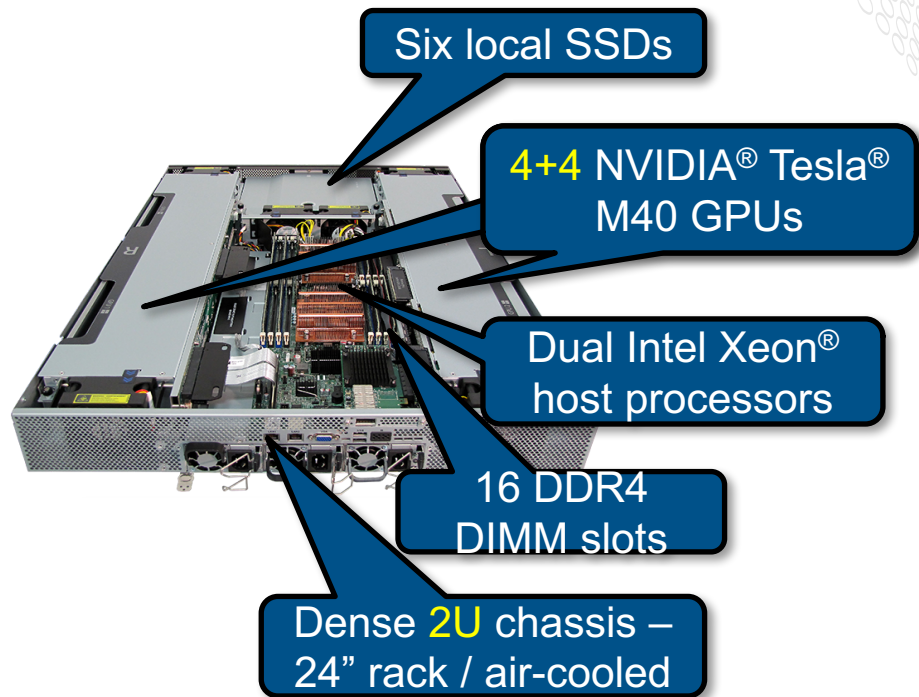 Six local SSDs
4+4 NVIDIA® Tesla®
M40 GPUs
Dual Intel Xeon®
host processors
16 DDR4
DIMM slots
Dense 2U chassis –
24” rack / air-cooled